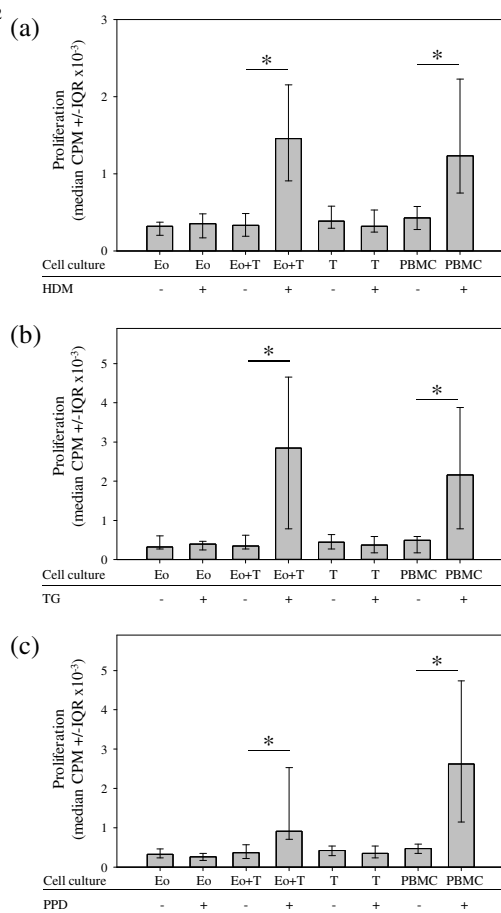 2
(a)
3
2
1
0
Proliferation
(median CPM +/-IQR x10-3)
*
*
Cell culture Eo Eo Eo+T Eo+T T T PBMC PBMC
HDM - + - + - + - +
(b)
5
4
3
2
1
0
Proliferation
(median CPM +/-IQR x10-3)
*
*
Cell culture Eo Eo Eo+T Eo+T T T PBMC PBMC
TG - + - + - + - +
(c)
5
4
3
2
1
0
Proliferation
(median CPM +/-IQR x10-3)
*
*
Cell culture Eo Eo Eo+T Eo+T T T PBMC PBMC
PPD - + - + - + - +